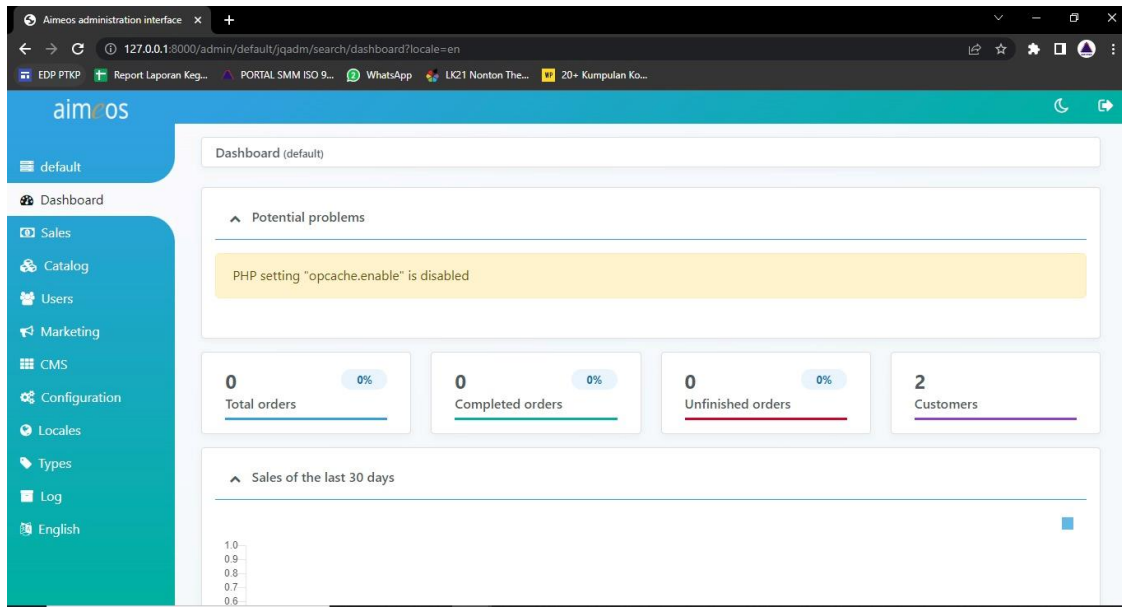 Aimeos administration interface
127.0.0.1:8000/admin/default/jqadm/search/dashboard?locale=en
EDP PTKP Report Laporan Keg... PORTAL SMM ISO 9... WhatsApp LK21 Nonton The... WP 20+ Kumpulan Ko...
aimeos
default
Dashboard
Sales
Catalog
Users
Marketing
CMS
Configuration
Locales
Types
Log
English
Dashboard (default)
Potential problems
PHP setting "opcache.enable" is disabled
0 0%
Total orders
0 0%
Completed orders
0 0%
Unfinished orders
2
Customers
Sales of the last 30 days
1.0
0.9
0.8
0.7
0.6